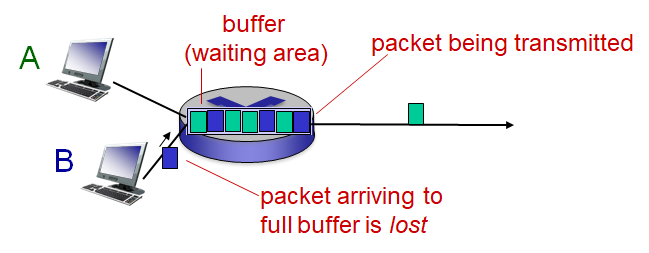 buffer
(waiting area)
packet being transmitted
A
B
packet arriving to
full buffer is lost